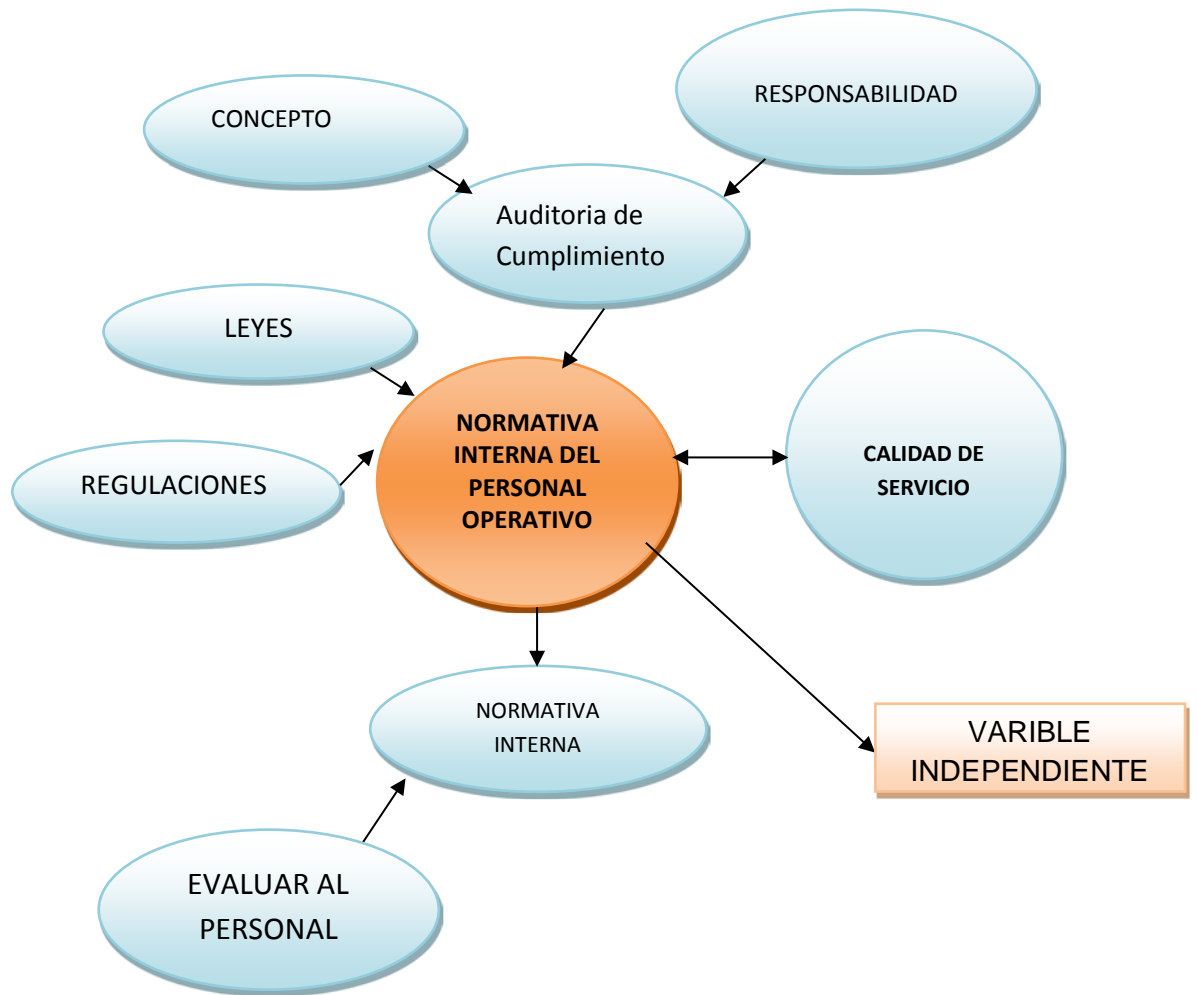 CONCEPTO
RESPONSABILIDAD
Auditoria de
Cumplimiento
LEYES
REGULACIONES
NORMATIVA
INTERNA DEL
PERSONAL
OPERATIVO
CALIDAD DE
SERVICIO
NORMATIVA
INTERNA
VARIBLE
INDEPENDIENTE
EVALUAR AL
PERSONAL